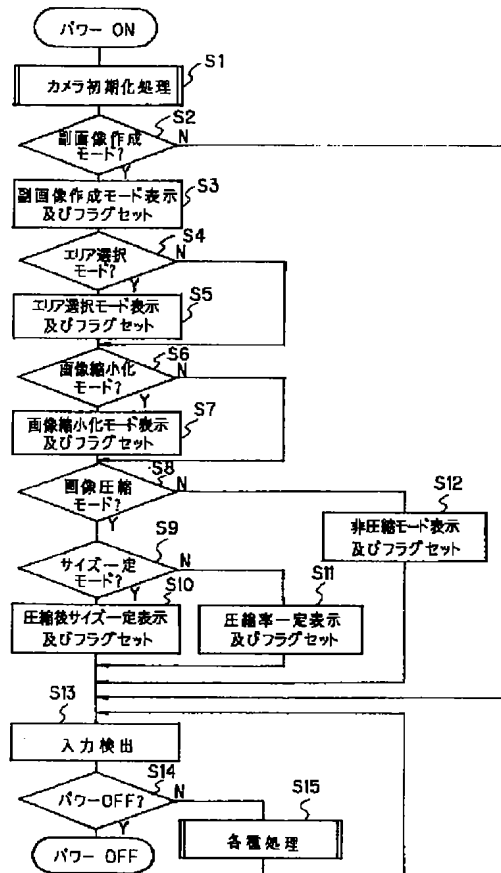 パワー ON
カメラ初期化処理
S1
副画像作成
モード?
S2
N
Y
副画像作成モード表示
及びフラグセット
S3
エリア選択
モード?
S4
N
Y
エリア選択モード表示
及びフラグセット
S5
画像縮小化
モード?
S6
N
Y
画像縮小化モード表示
及びフラグセット
S7
画像圧縮
モード?
S8
N
Y
非圧縮モード表示
及びフラグセット
S12
サイズ一定
モード?
S9
N
Y
圧縮後サイズ一定表示
及びフラグセット
S10
圧縮率一定表示
及びフラグセット
S11
S13
入力検出
パワーOFF?
S14
N
Y
各種処理
S15
パワー OFF